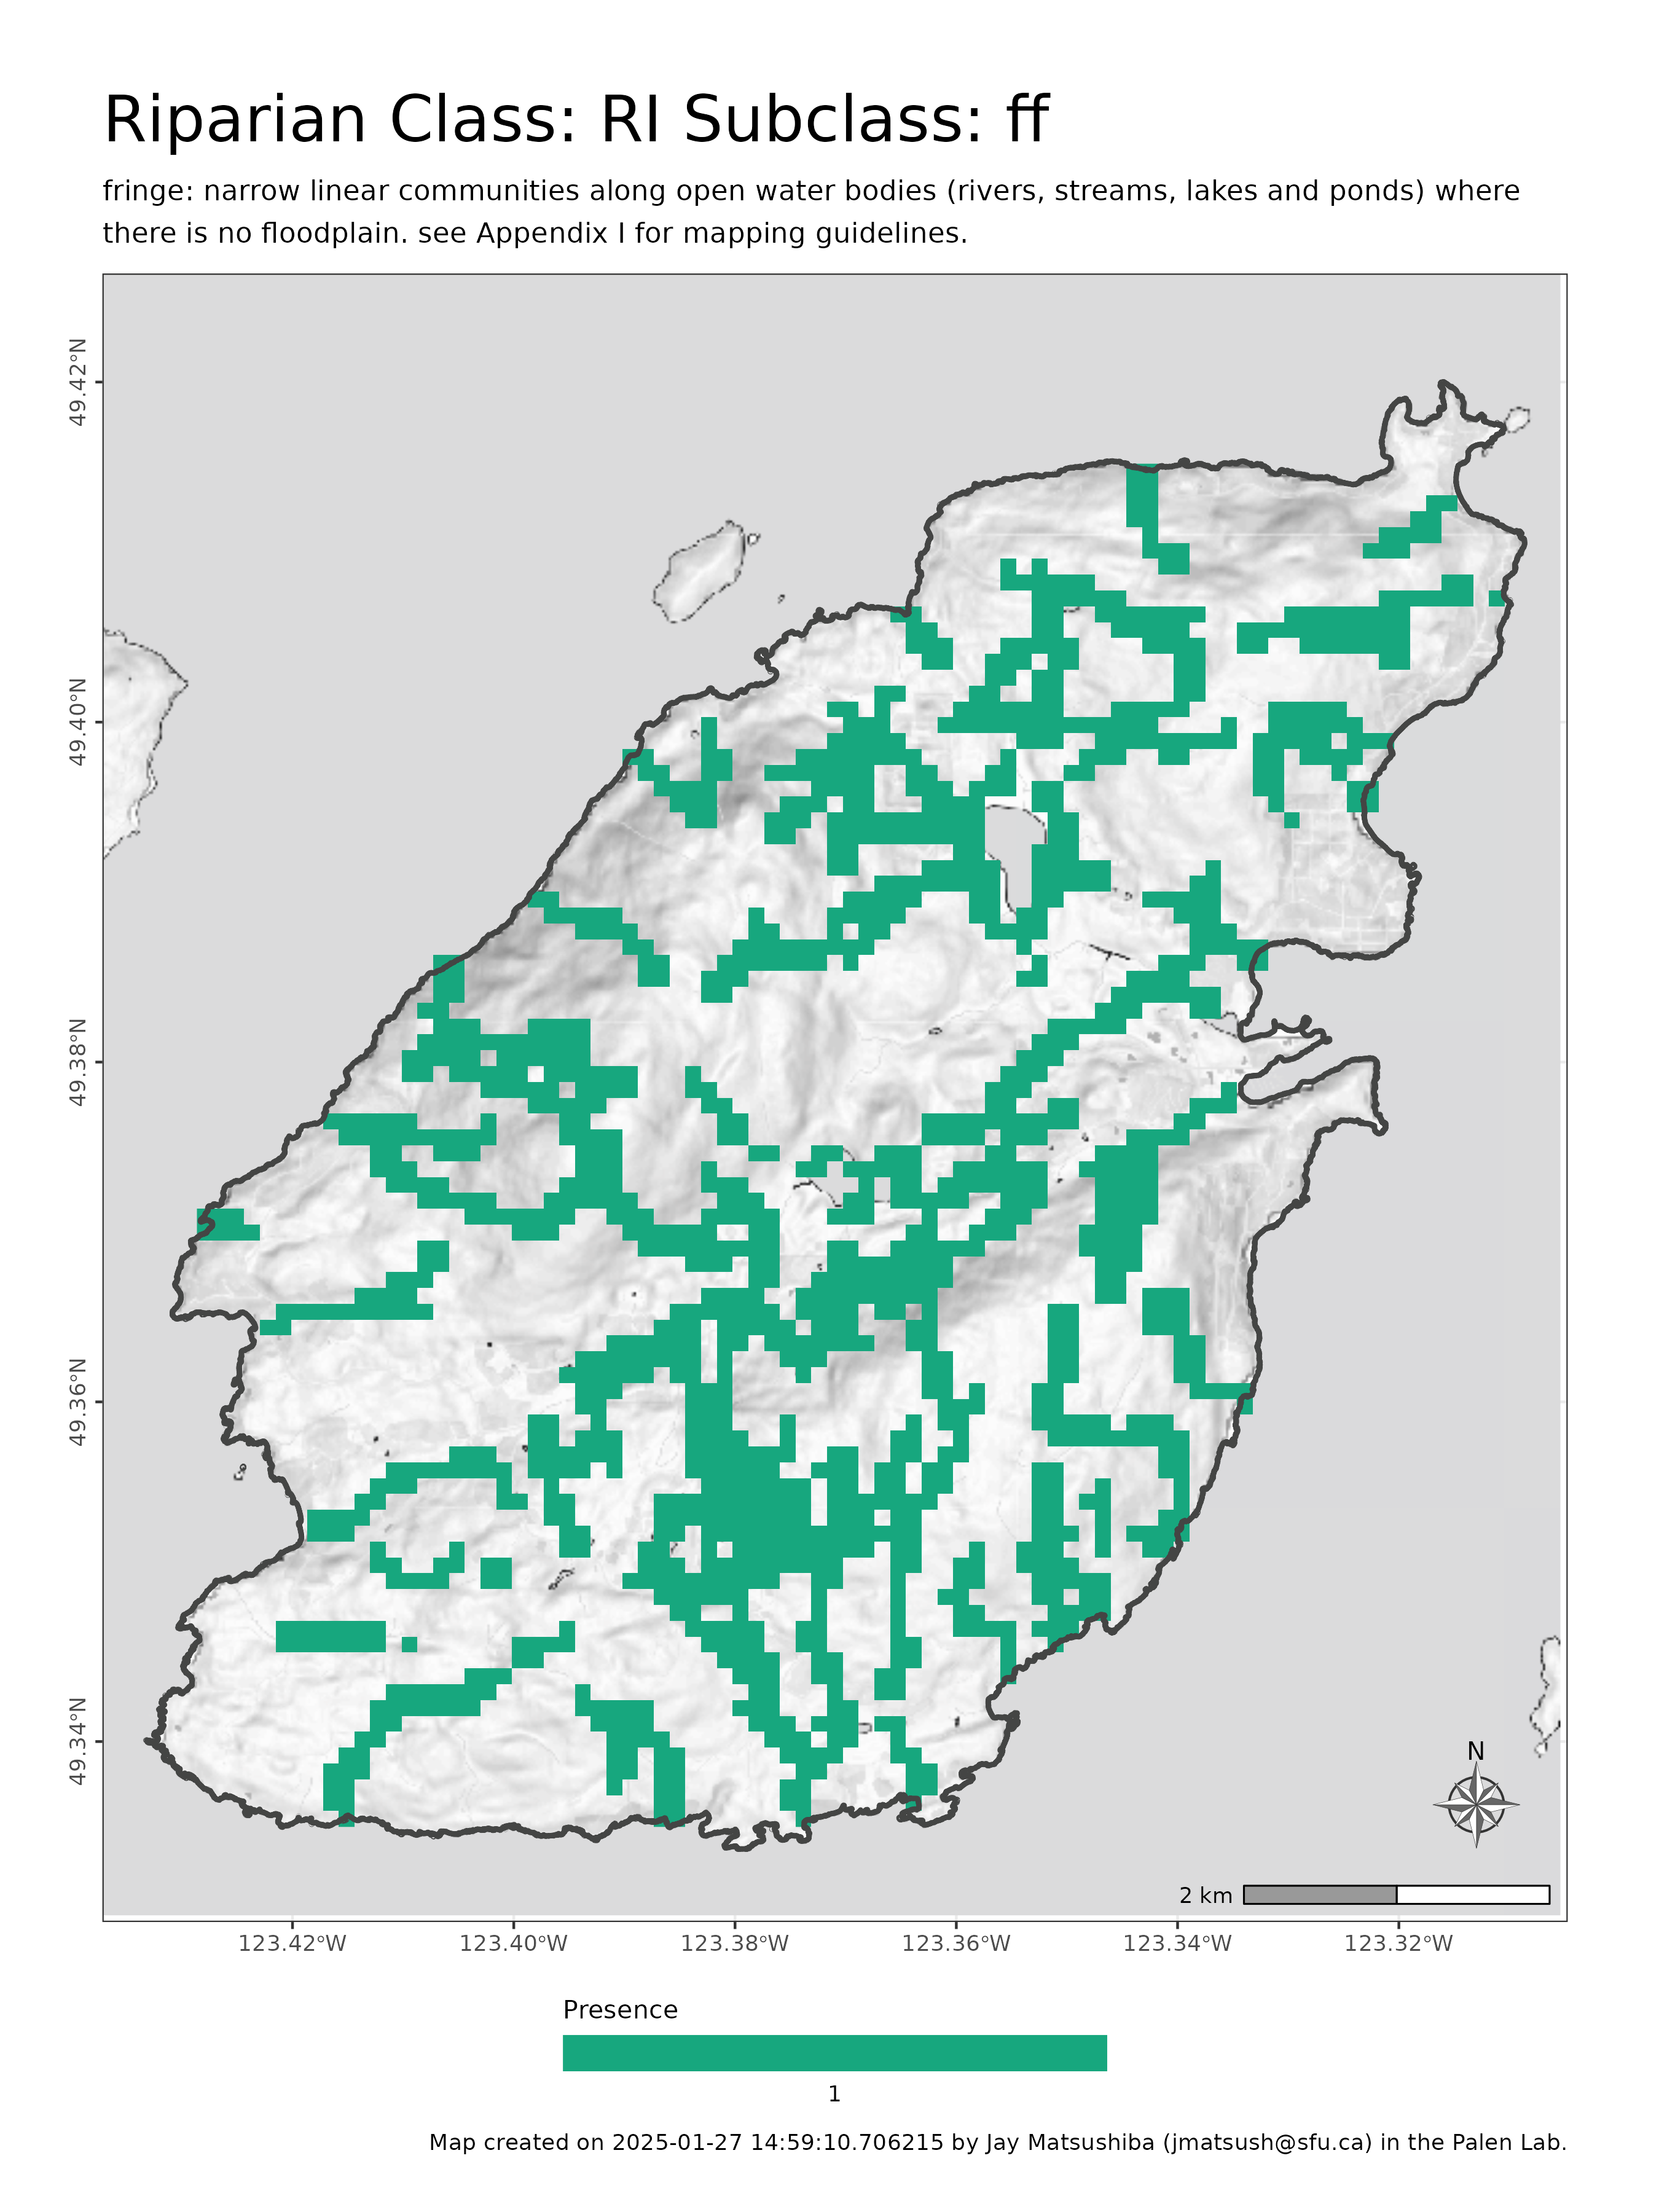 Riparian Class: RI Subclass: ff
fringe: narrow linear communities along open water bodies (rivers, streams, lakes and ponds) where
there is no floodplain. see Appendix I for mapping guidelines.
49.42°N
49.40°N
49.38°N
49.36°N
49.34°N
N
2 km
123.42°W 123.40°W 123.38°W 123.36°W 123.34°W 123.32°W
Presence
1
Map created on 2025-01-27 14:59:10.706215 by Jay Matsushiba (jmatsush@sfu.ca) in the Palen Lab.